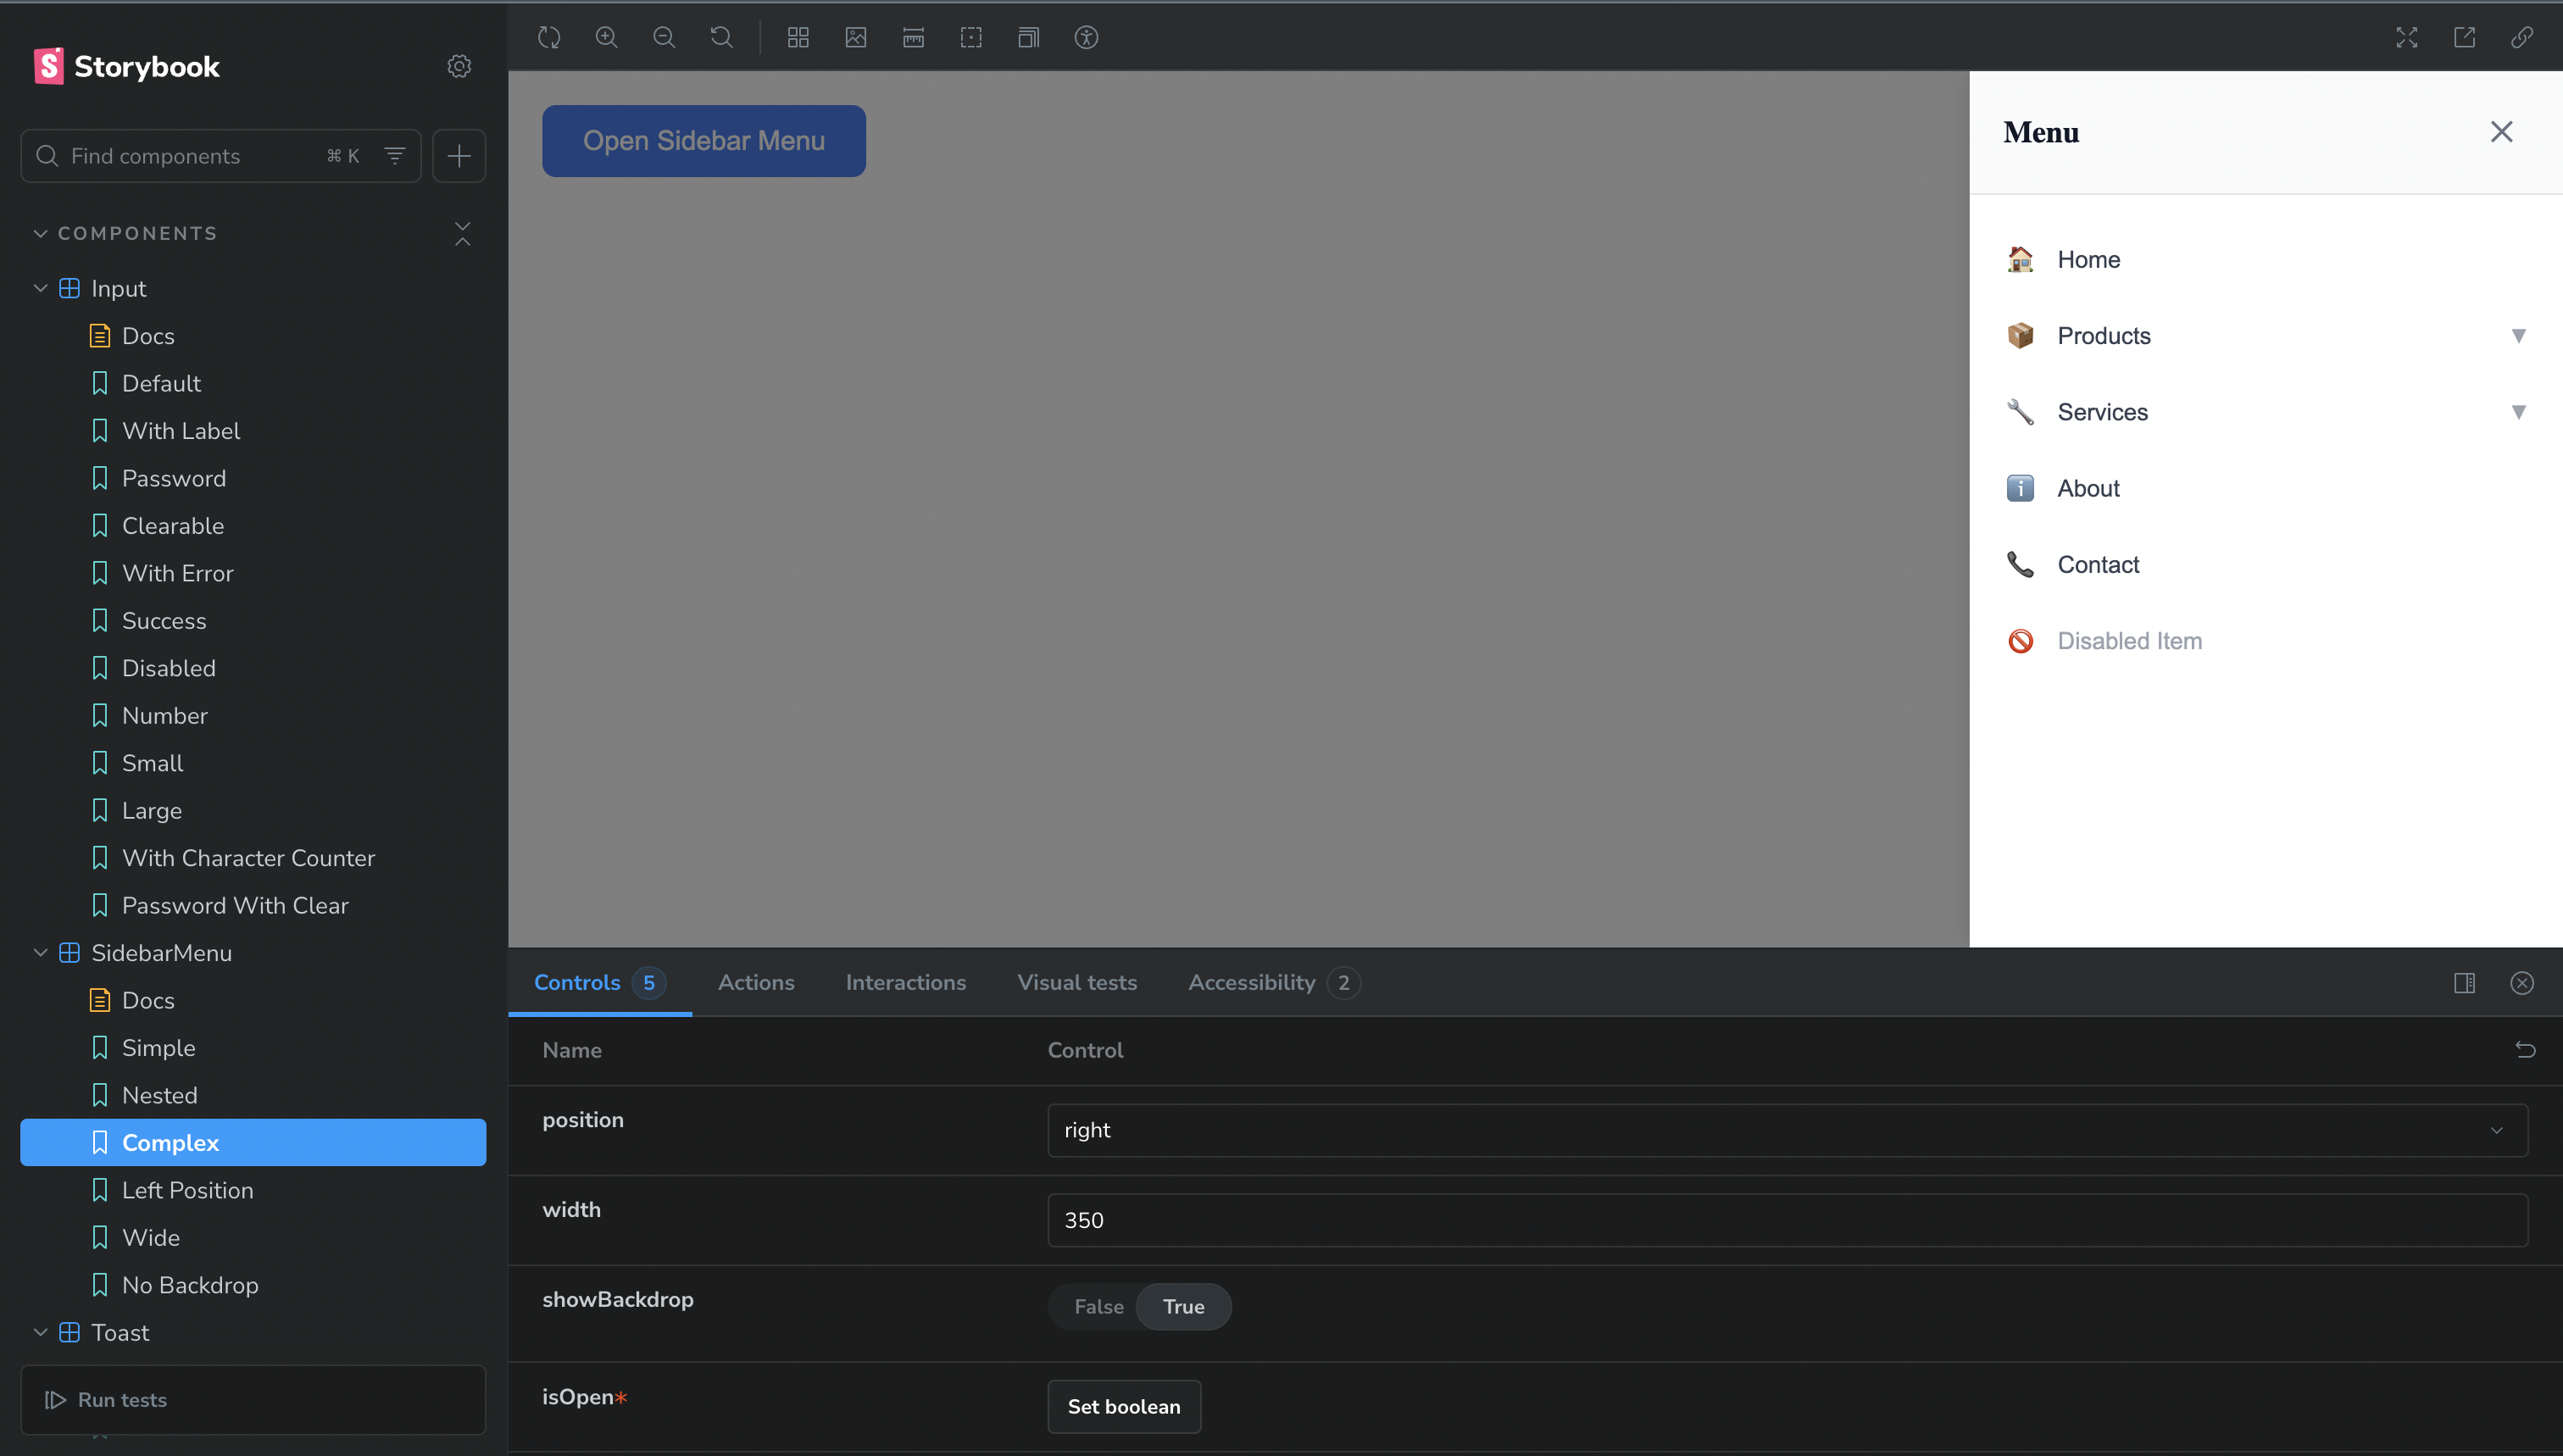 Storybook
Find components
⌘ K
COMPONENTS
Input
Docs
Default
With Label
Password
Clearable
With Error
Success
Disabled
Number
Small
Large
With Character Counter
Password With Clear
SidebarMenu
Docs
Simple
Nested
Complex
Left Position
Wide
No Backdrop
Toast
Run tests
Open Sidebar Menu
Menu
Home
Products
Services
About
Contact
Disabled Item
Controls 5 Actions Interactions Visual tests Accessibility 2
Name Control
position right
width 350
showBackdrop False True
isOpen* Set boolean